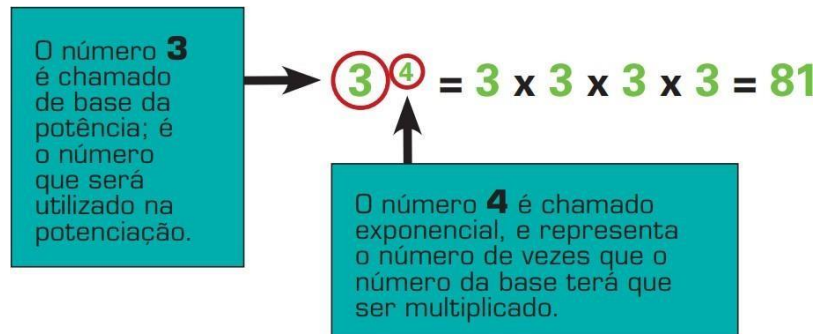 O número 3
é chamado
de base da
potência; é
o número
que será
utilizado na
potenciação.
3⁴ = 3 x 3 x 3 x 3 = 81
O número 4 é chamado
exponencial, e representa
o número de vezes que o
número da base terá que
ser multiplicado.